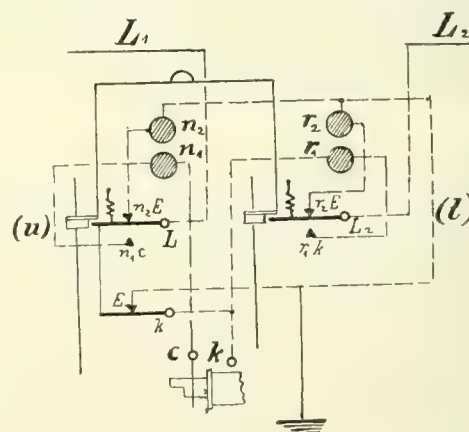 L₁ L₂
n₂ r₂
n₁ r₁
(u) n₂E L r₂E L₂ (l)
n₁c r₁k
E k
c k